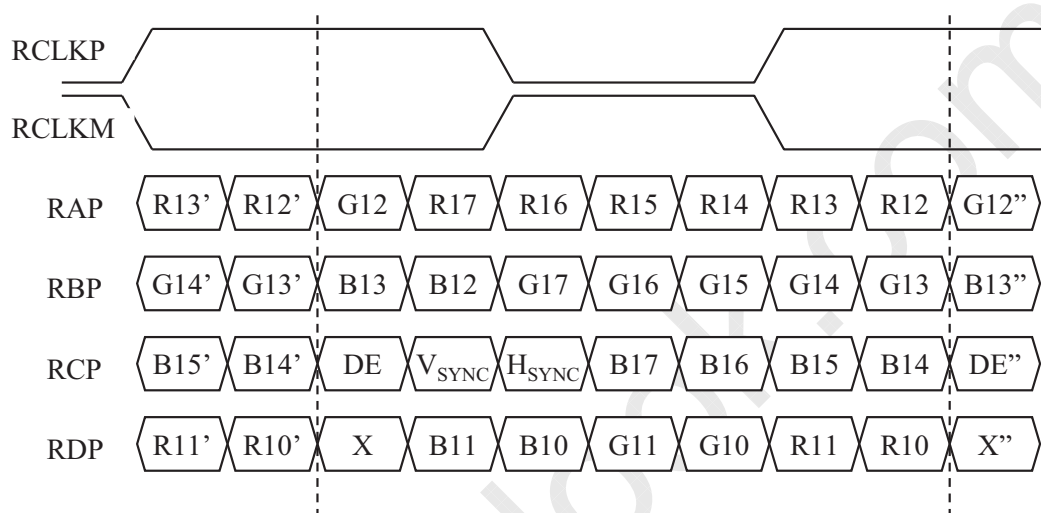 RCLKP
RCLKM
RAP R13’ R12’ G12 R17 R16 R15 R14 R13 R12 G12”
RBP G14’ G13’ B13 B12 G17 G16 G15 G14 G13 B13”
RCP B15’ B14’ DE VSYNC HSYNC B17 B16 B15 B14 DE”
RDP R11’ R10’ X B11 B10 G11 G10 R11 R10 X”